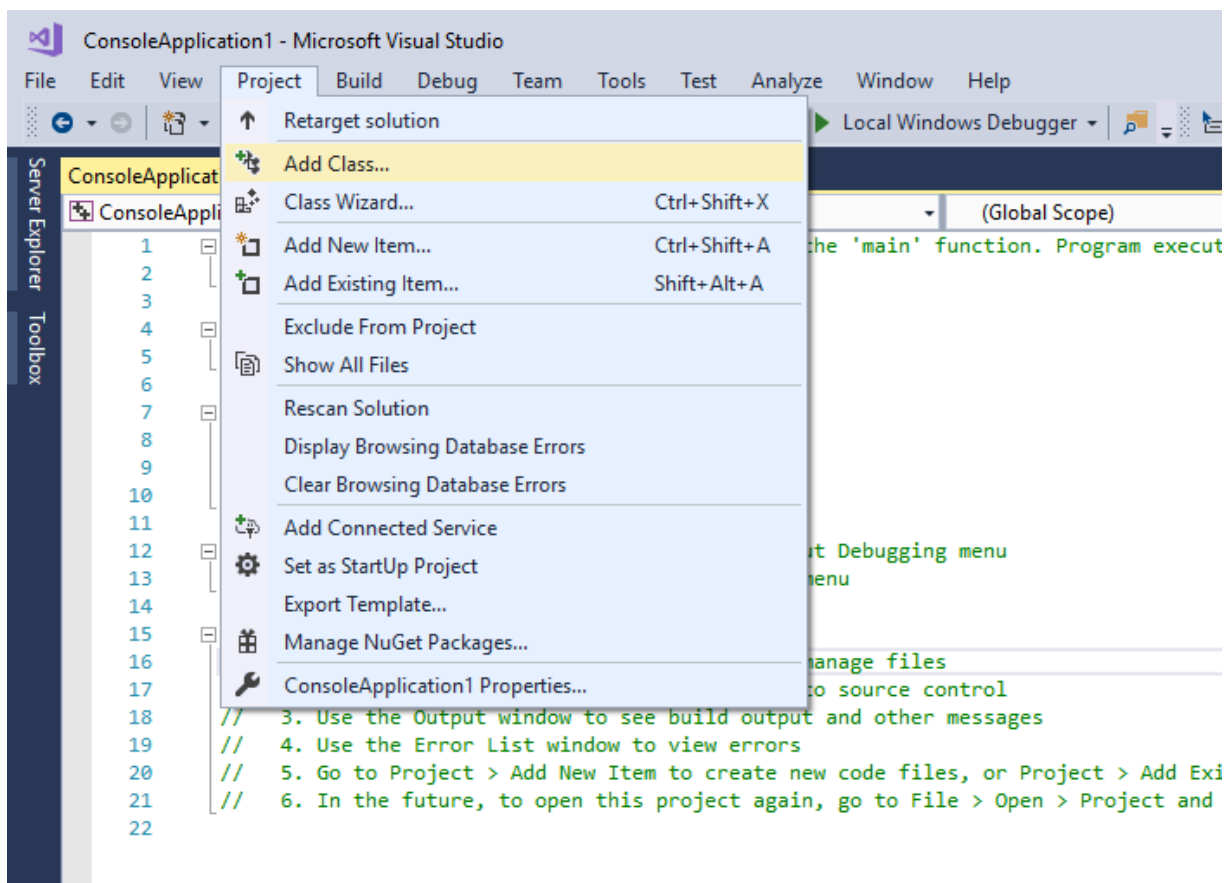 ConsoleApplication1 - Microsoft Visual Studio
File Edit View Project Build Debug Team Tools Test Analyze Window Help
Retarget solution
Local Windows Debugger
Add Class...
Class Wizard... Ctrl+Shift+X
Add New Item... Ctrl+Shift+A
Add Existing Item... Shift+Alt+A
Exclude From Project
Show All Files
Rescan Solution
Display Browsing Database Errors
Clear Browsing Database Errors
Add Connected Service
Set as StartUp Project
Export Template...
Manage NuGet Packages...
ConsoleApplication1 Properties...
Server Explorer
Toolbox
ConsoleApplicat
ConsoleAppli
(Global Scope)
1 the 'main' function. Program execut
2
3
4
5
6
7
8
9
10
11
12 ut Debugging menu
13 menu
14
15
16 manage files
17 to source control
18 // 3. Use the Output window to see build output and other messages
19 // 4. Use the Error List window to view errors
20 // 5. Go to Project > Add New Item to create new code files, or Project > Add Exi
21 // 6. In the future, to open this project again, go to File > Open > Project and
22